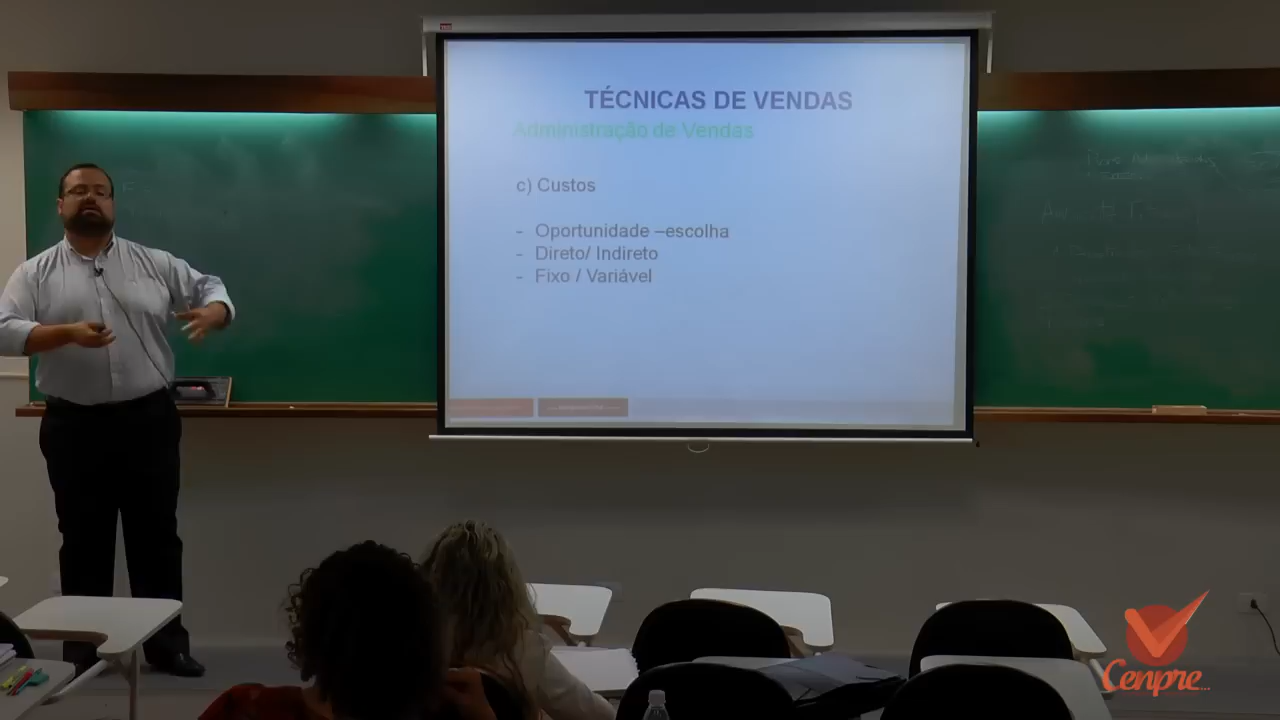 TÉCNICAS DE VENDAS
Administração de Vendas
c) Custos
- Oportunidade –escolha
- Direto/ Indireto
- Fixo / Variável
Cenpre...